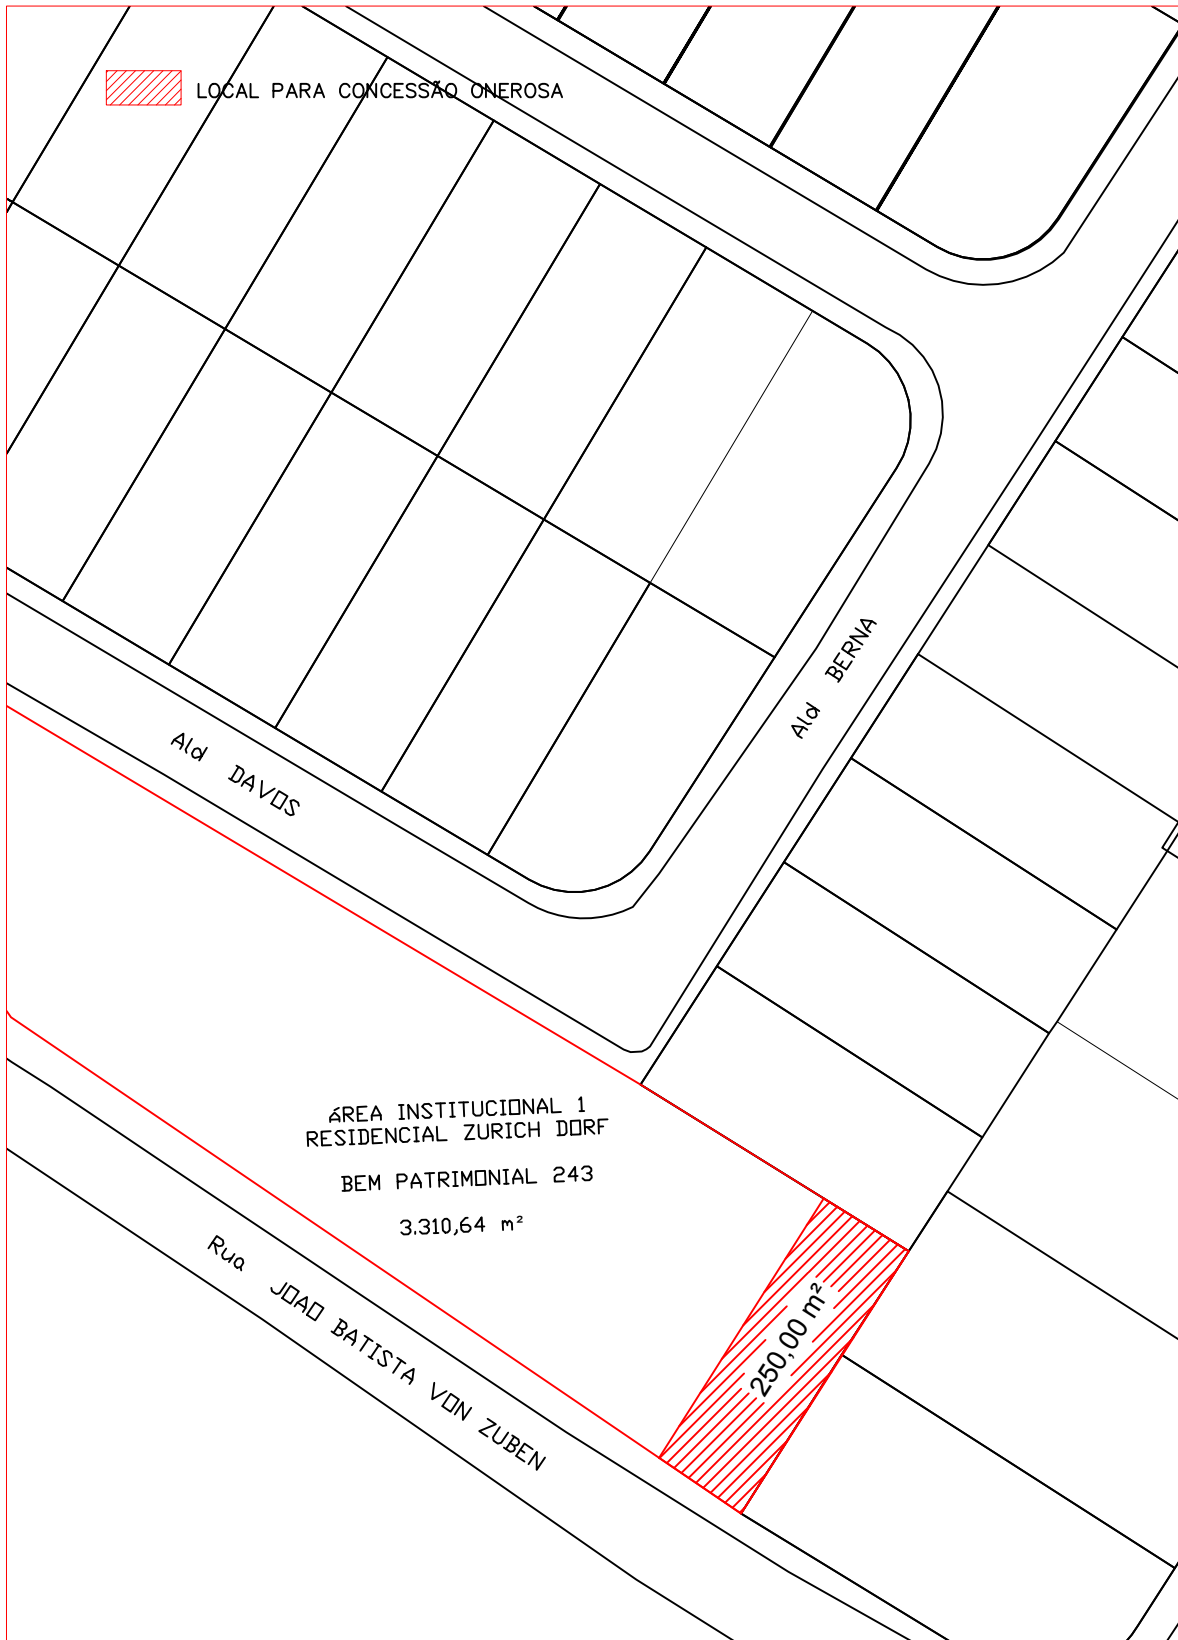 LOCAL PARA CONCESSÃO ONEROSA
Ald BERNA
Ald DAVOS
ÁREA INSTITUCIONAL 1
RESIDENCIAL ZURICH DORF
BEM PATRIMONIAL 243
3.310,64 m²
250,00 m²
Rua JOAO BATISTA VON ZUBEN